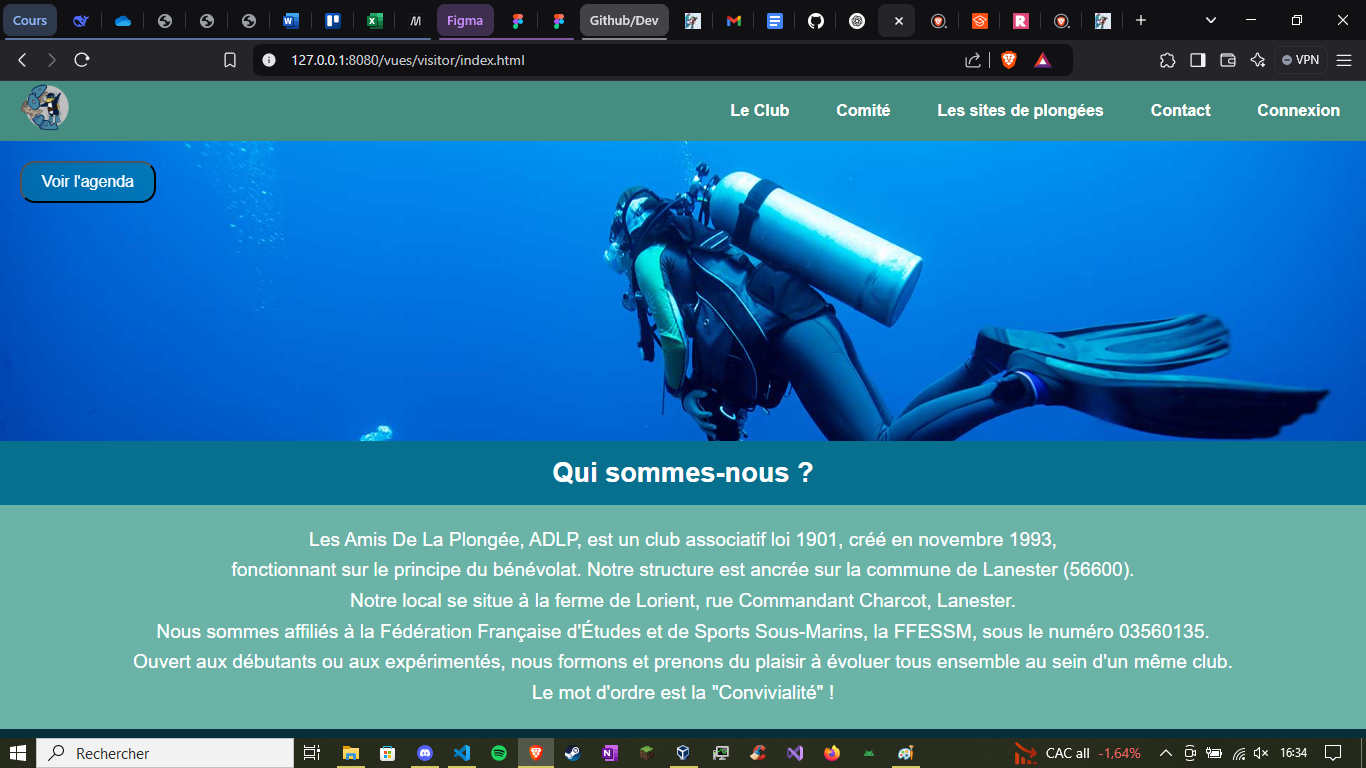 Cours
Figma
Github/Dev
127.0.0.1:8080/vues/visitor/index.html
VPN
Le Club
Comité
Les sites de plongées
Contact
Connexion
Voir l'agenda
Qui sommes-nous ?
Les Amis De La Plongée, ADLP, est un club associatif loi 1901, créé en novembre 1993,
fonctionnant sur le principe du bénévolat. Notre structure est ancrée sur la commune de Lanester (56600).
Notre local se situe à la ferme de Lorient, rue Commandant Charcot, Lanester.
Nous sommes affiliés à la Fédération Française d'Études et de Sports Sous-Marins, la FFESSM, sous le numéro 03560135.
Ouvert aux débutants ou aux expérimentés, nous formons et prenons du plaisir à évoluer tous ensemble au sein d'un même club.
Le mot d'ordre est la "Convivialité" !
Rechercher
CAC all -1,64%
16:34